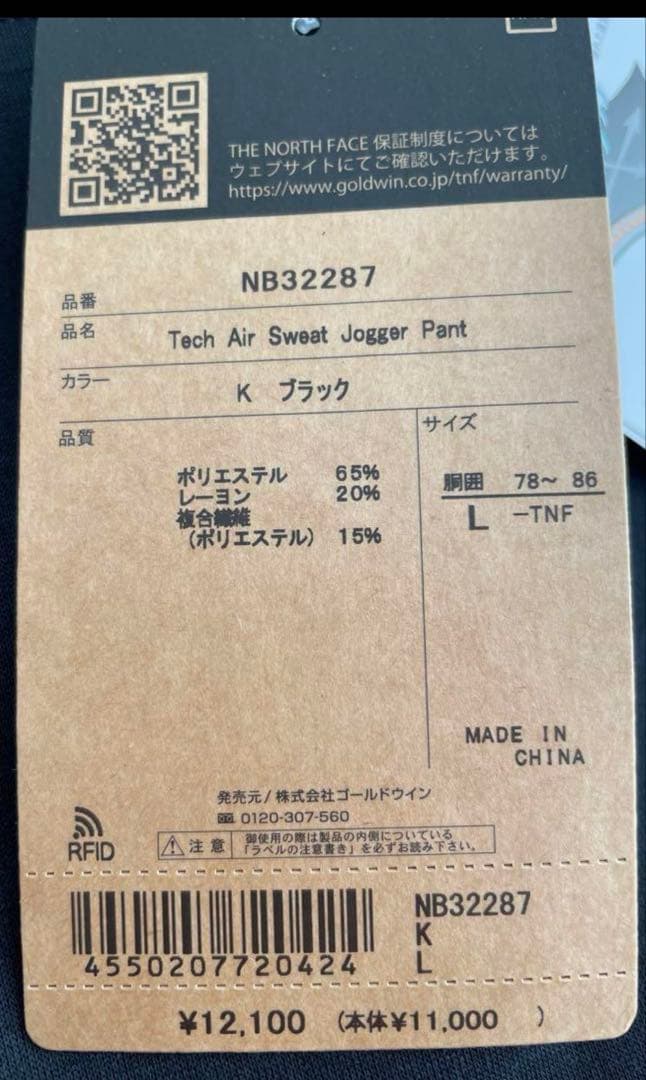 THE NORTH FACE 保証制度については
ウェブサイトにてご確認いただけます。
https://www.goldwin.co.jp/tnf/warranty/
品番 NB32287
品名 Tech Air Sweat Jogger Pant
カラー K ブラック
品質
ポリエステル 65%
レーヨン 20%
複合繊維
(ポリエステル) 15%
サイズ
胴囲 78～ 86
L -TNF
MADE IN
CHINA
発売元/株式会社ゴールドウイン
0120-307-560
RFID
注意
御使用の際は製品の内側についている
「ラベルの注意書き」を必ずお読み下さい。
4550207720424
NB32287
K
L
¥12,100 (本体¥11,000 )